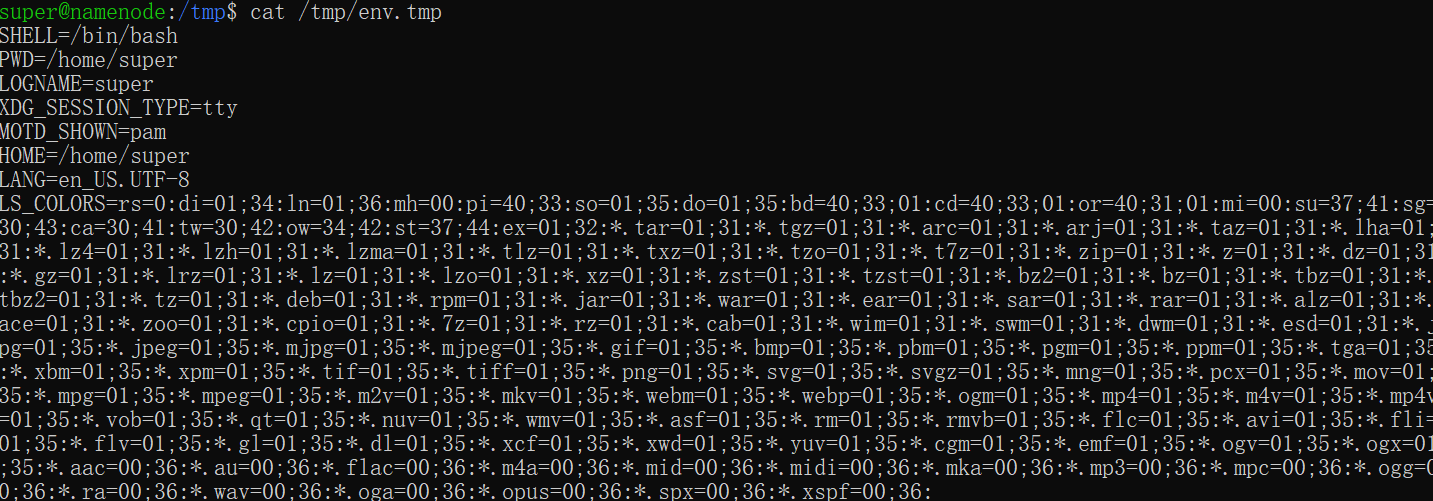 super@namenode:/tmp$ cat /tmp/env.tmp
SHELL=/bin/bash
PWD=/home/super
LOGNAME=super
XDG_SESSION_TYPE=tty
MOTD_SHOWN=pam
HOME=/home/super
LANG=en_US.UTF-8
LS_COLORS=rs=0:di=01;34:ln=01;36:mh=00:pi=40;33:so=01;35:do=01;35:bd=40;33;01:cd=40;33;01:or=40;31;01:mi=00:su=37;41:sg=
30;43:ca=30;41:tw=30;42:ow=34;42:st=37;44:ex=01;32:*.tar=01;31:*.tgz=01;31:*.arc=01;31:*.arj=01;31:*.taz=01;31:*.lha=01;
31:*.lz4=01;31:*.lzh=01;31:*.lzma=01;31:*.tlz=01;31:*.txz=01;31:*.tzo=01;31:*.t7z=01;31:*.zip=01;31:*.z=01;31:*.dz=01;31
:*.gz=01;31:*.lrz=01;31:*.lz=01;31:*.lzo=01;31:*.xz=01;31:*.zst=01;31:*.tzst=01;31:*.bz2=01;31:*.bz=01;31:*.tbz=01;31:*.
tbz2=01;31:*.tz=01;31:*.deb=01;31:*.rpm=01;31:*.jar=01;31:*.war=01;31:*.ear=01;31:*.sar=01;31:*.rar=01;31:*.alz=01;31:*.
ace=01;31:*.zoo=01;31:*.cpio=01;31:*.7z=01;31:*.rz=01;31:*.cab=01;31:*.wim=01;31:*.swm=01;31:*.dwm=01;31:*.esd=01;31:*.j
pg=01;35:*.jpeg=01;35:*.mjpg=01;35:*.mjpeg=01;35:*.gif=01;35:*.bmp=01;35:*.pbm=01;35:*.pgm=01;35:*.ppm=01;35:*.tga=01;35
:*.xbm=01;35:*.xpm=01;35:*.tif=01;35:*.tiff=01;35:*.png=01;35:*.svg=01;35:*.svgz=01;35:*.mng=01;35:*.pcx=01;35:*.mov=01;
35:*.mpg=01;35:*.mpeg=01;35:*.m2v=01;35:*.mkv=01;35:*.webm=01;35:*.webp=01;35:*.ogm=01;35:*.mp4=01;35:*.m4v=01;35:*.mp4v
=01;35:*.vob=01;35:*.qt=01;35:*.nuv=01;35:*.wmv=01;35:*.asf=01;35:*.rm=01;35:*.rmvb=01;35:*.flc=01;35:*.avi=01;35:*.fli=
01;35:*.flv=01;35:*.gl=01;35:*.dl=01;35:*.xcf=01;35:*.xwd=01;35:*.yuv=01;35:*.cgm=01;35:*.emf=01;35:*.ogv=01;35:*.ogx=01
;35:*.aac=00;36:*.au=00;36:*.flac=00;36:*.m4a=00;36:*.mid=00;36:*.midi=00;36:*.mka=00;36:*.mp3=00;36:*.mpc=00;36:*.ogg=0
0;36:*.ra=00;36:*.wav=00;36:*.oga=00;36:*.opus=00;36:*.spx=00;36:*.xspf=00;36: